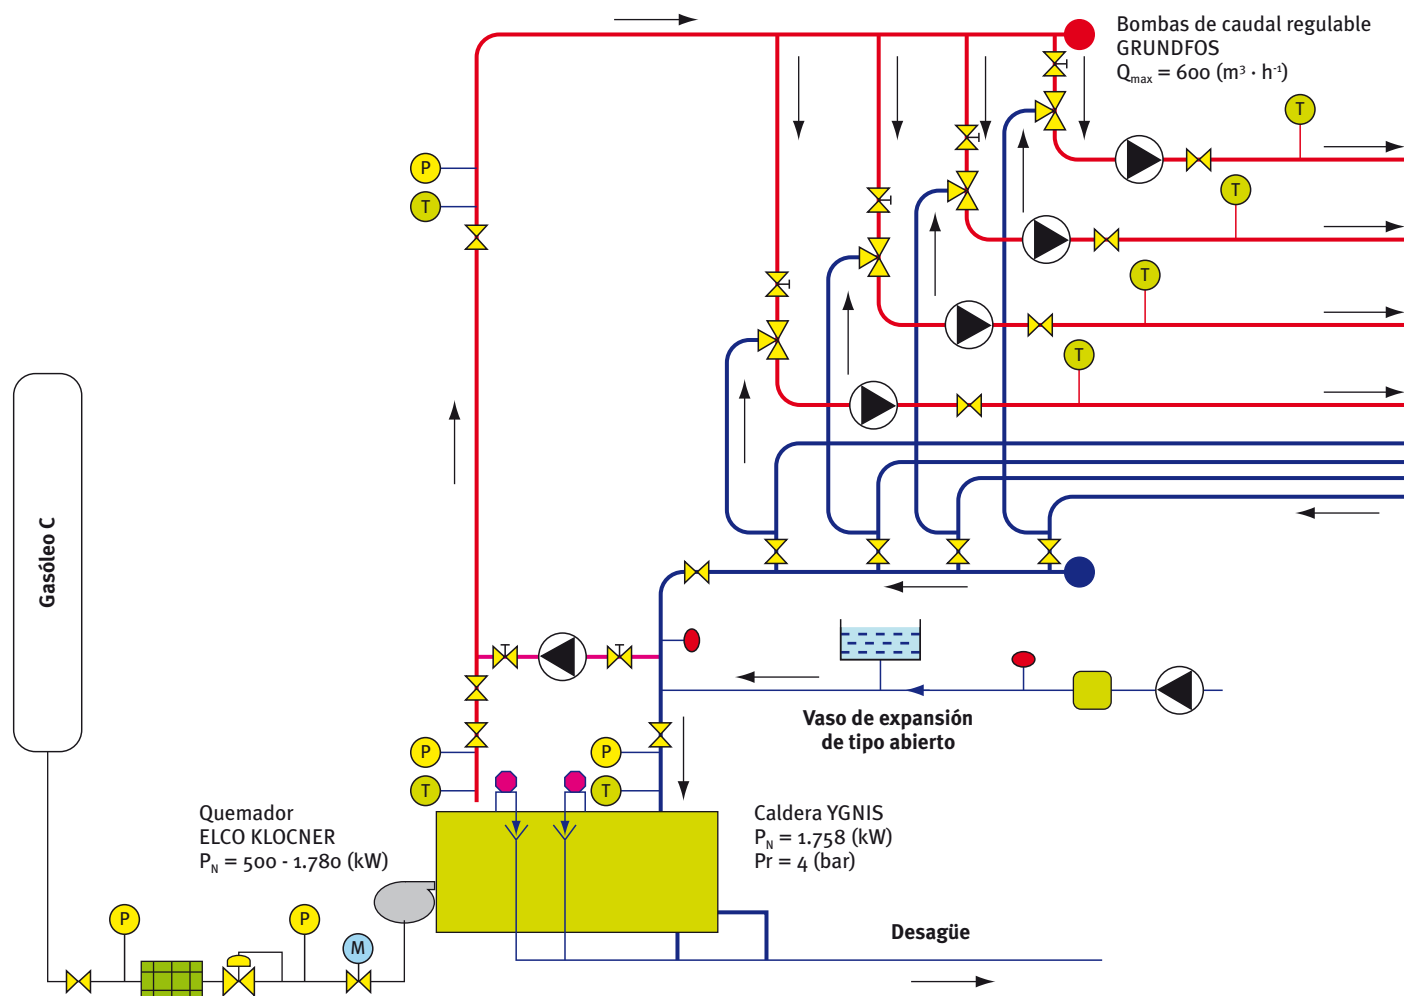 Bombas de caudal regulable
GRUNDFOS
Qmax = 600 (m³ · h⁻¹)
T
P
T
T
T
T
Gasóleo C
Vaso de expansión
de tipo abierto
P
T
P
T
Quemador
ELCO KLOCNER
PN = 500 - 1.780 (kW)
Caldera YGNIS
PN = 1.758 (kW)
Pr = 4 (bar)
P
P
M
Desagüe